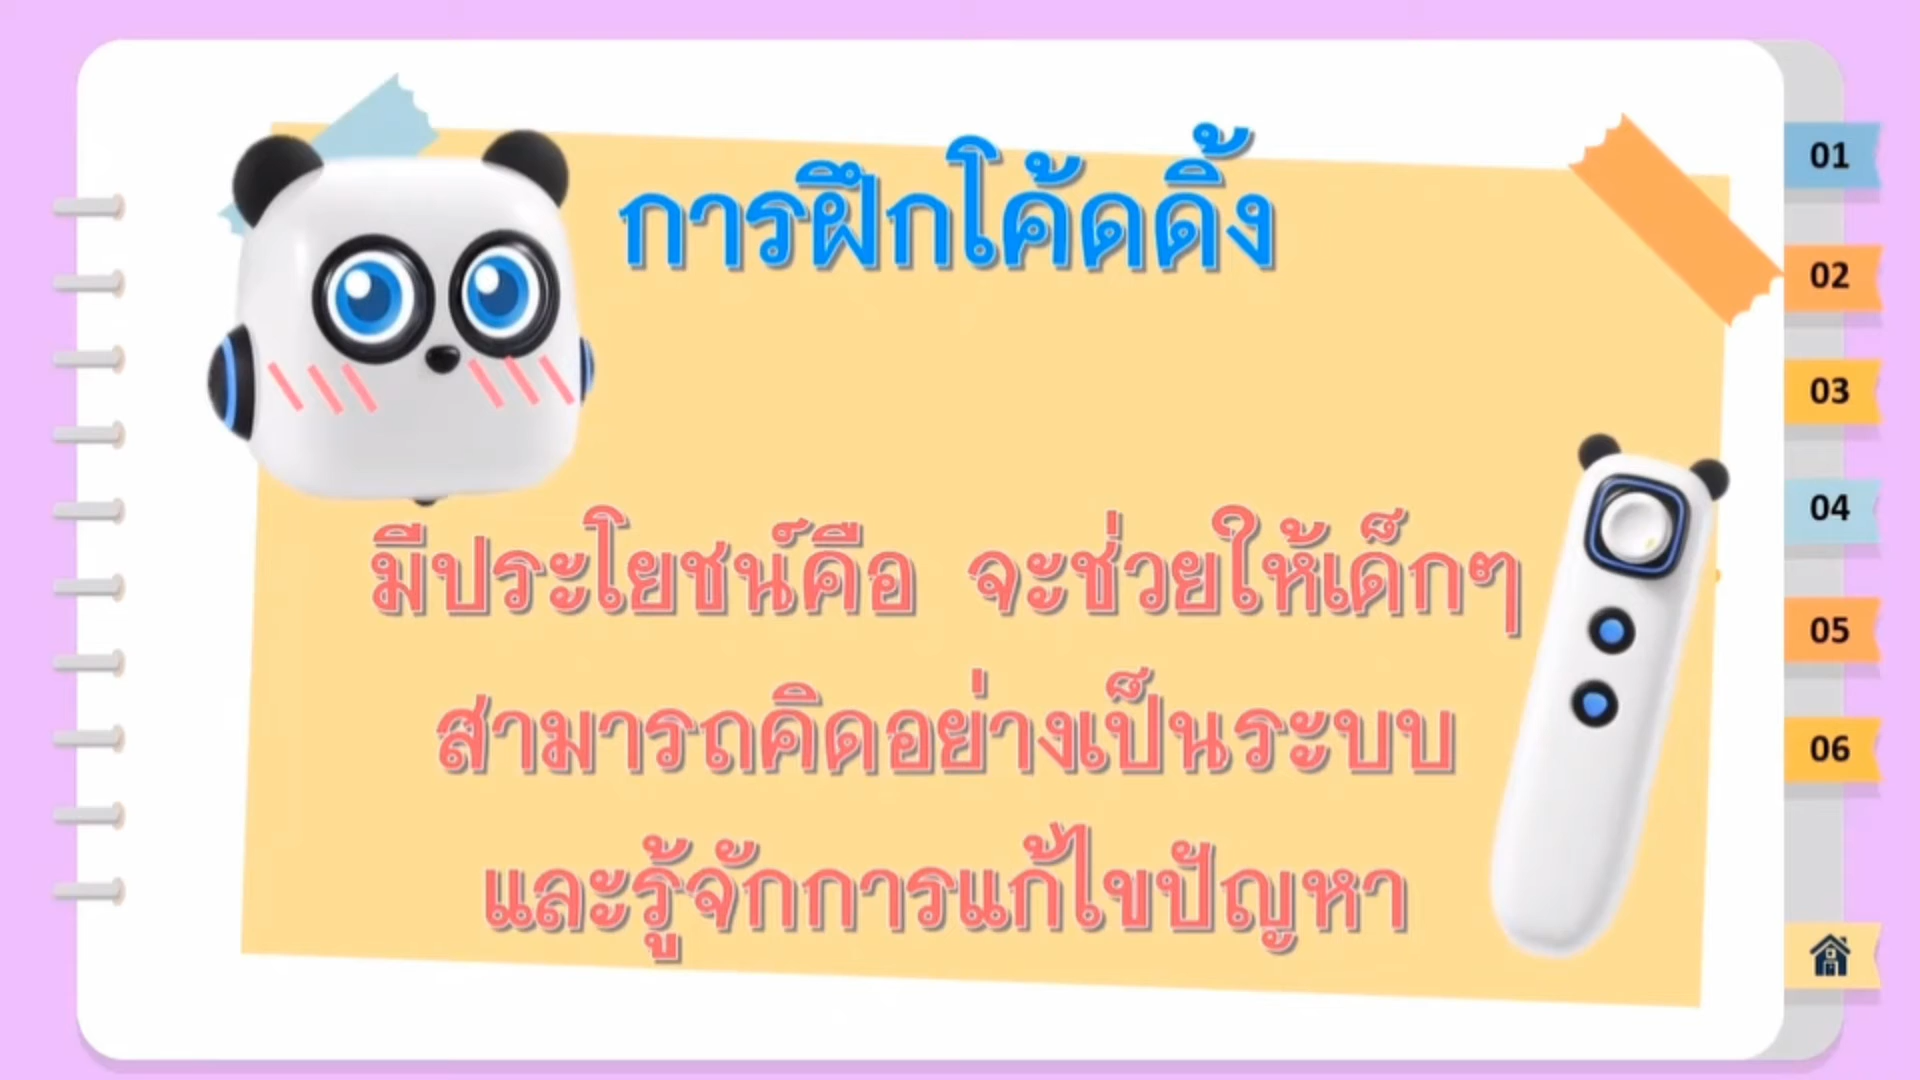 การฝึกโค้ดดิ้ง
มีประโยชน์คือ จะช่วยให้เด็กๆ
สามารถคิดอย่างเป็นระบบ
และรู้จักการแก้ไขปัญหา
01
02
03
04
05
06